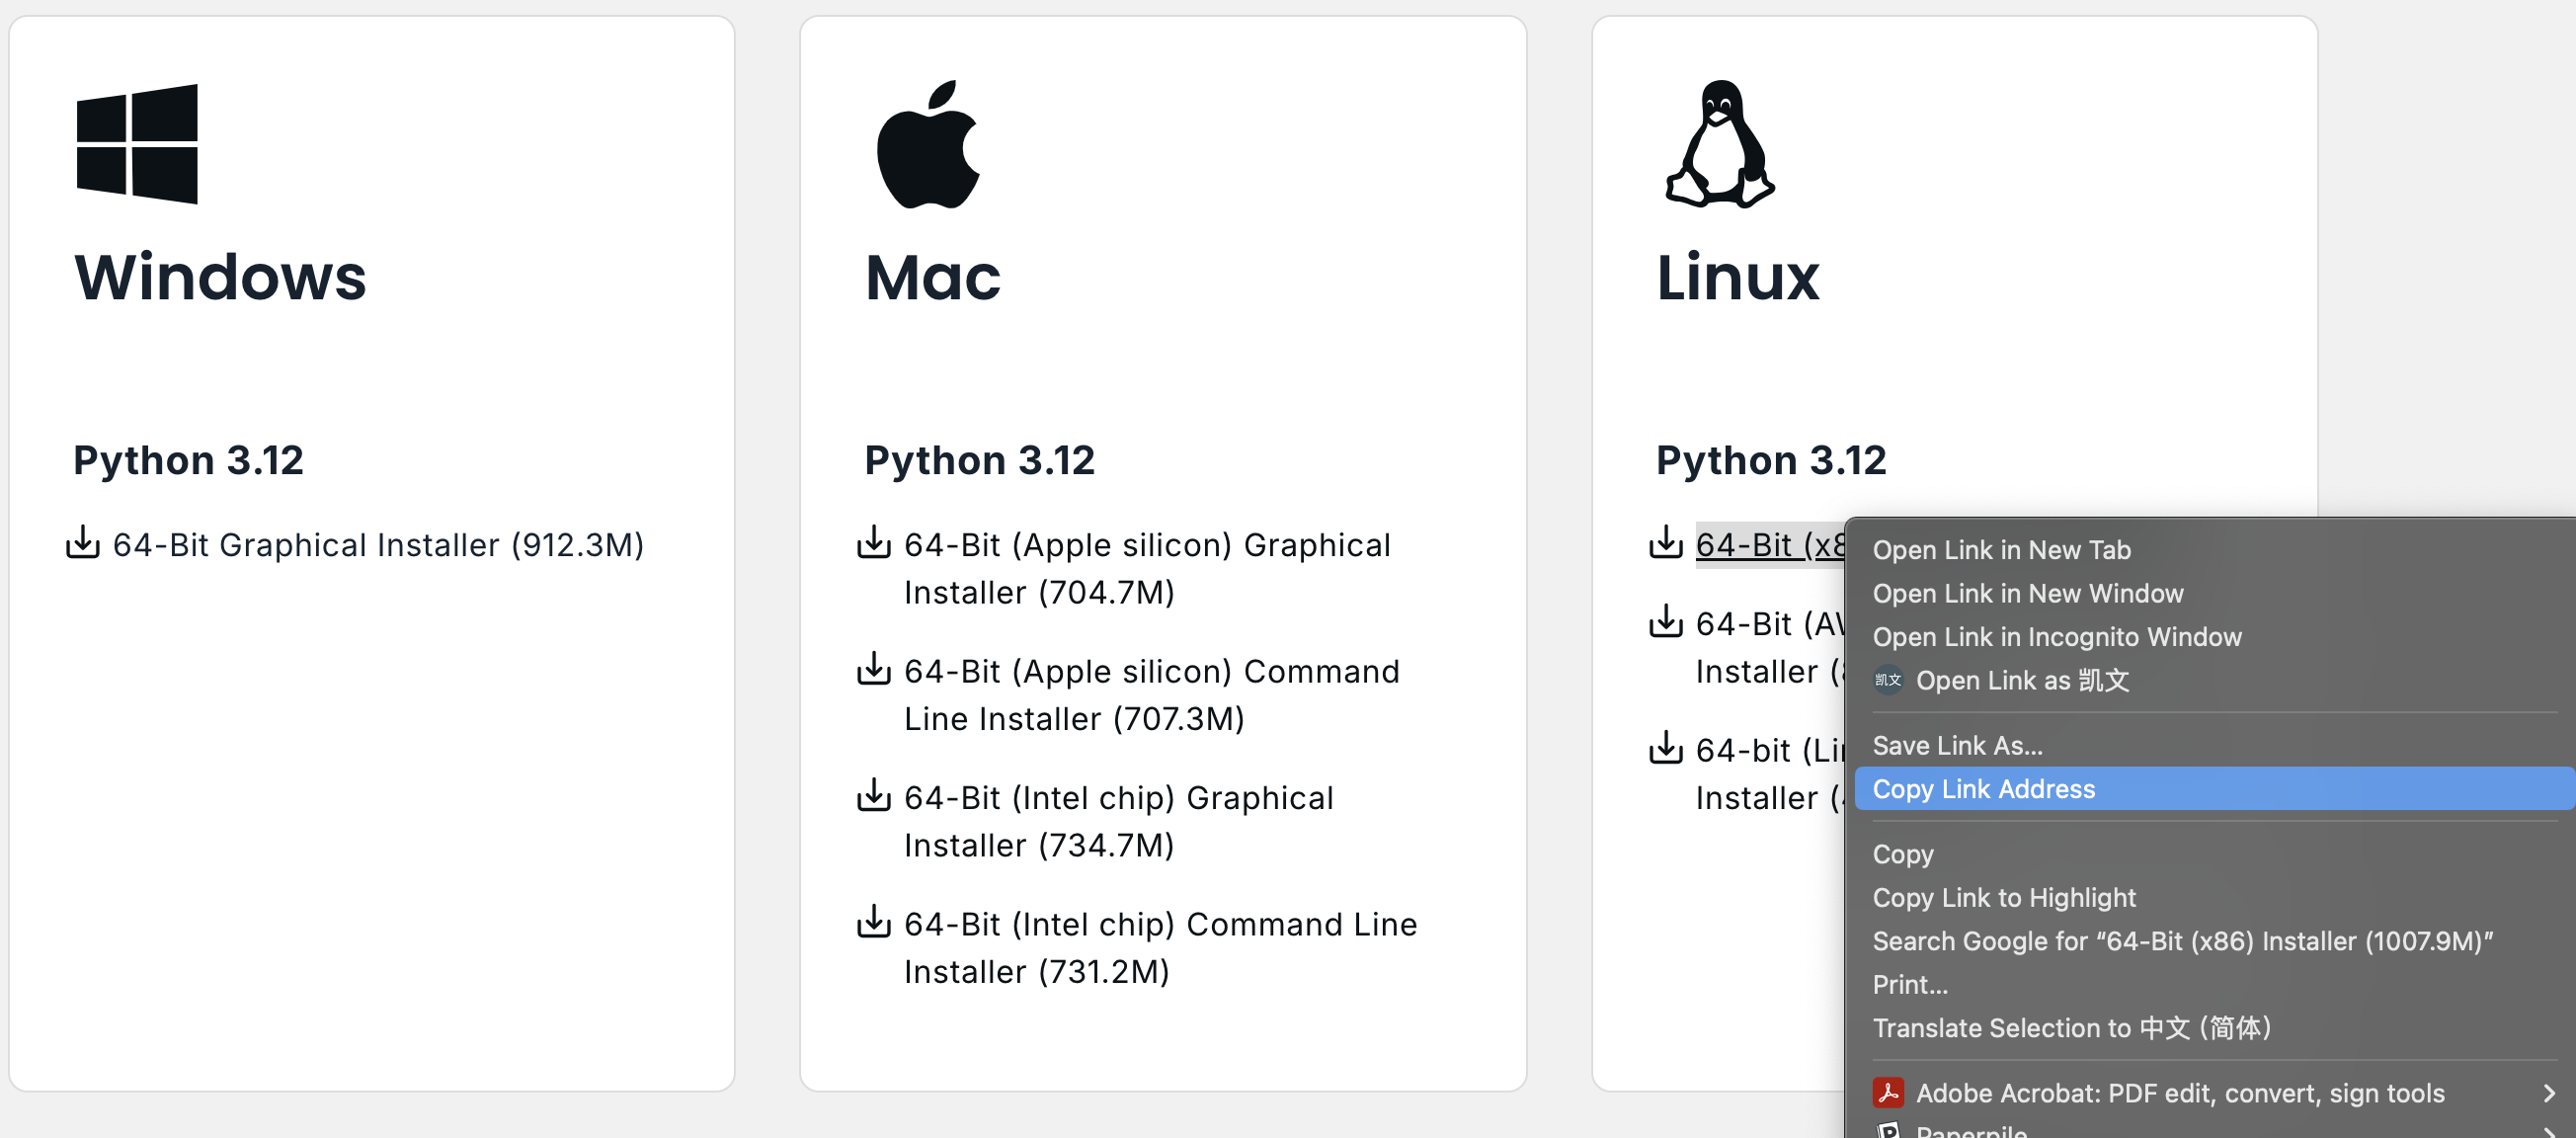 Windows
Python 3.12
64-Bit Graphical Installer (912.3M)
Mac
Python 3.12
64-Bit (Apple silicon) Graphical
Installer (704.7M)
64-Bit (Apple silicon) Command
Line Installer (707.3M)
64-Bit (Intel chip) Graphical
Installer (734.7M)
64-Bit (Intel chip) Command Line
Installer (731.2M)
Linux
Python 3.12
64-Bit (x8
64-Bit (AW
Installer (8
64-bit (Lin
Installer (4
Open Link in New Tab
Open Link in New Window
Open Link in Incognito Window
凯文 Open Link as 凯文
Save Link As...
Copy Link Address
Copy
Copy Link to Highlight
Search Google for “64-Bit (x86) Installer (1007.9M)”
Print...
Translate Selection to 中文 (简体)
Adobe Acrobat: PDF edit, convert, sign tools
Paperpile